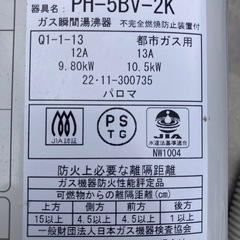 器具名： PH-5BV-2K
ガス瞬間湯沸器 不完全燃焼防止装置付
Q1-1-13 都市ガス用
12A 13A
9.80kW 10.5kW
22・11-300735
パロマ
JIA認証
PS
TG
JIA
水道法基準適合
NW1004
防火上必要な離隔距離
ガス機器防火性能評定品
可燃物からの離隔距離(cm)
上方 側方 前方 後方
15以上 4.5以上 4.5以上 1以上
一般財団法人日本ガス機器検査協会